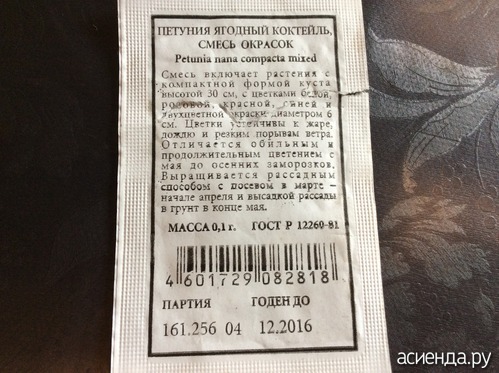 ПЕТУНИЯ ЯГОДНЫЙ КОКТЕЙЛЬ,
СМЕСЬ ОКРАСОК
Petunia nana compacta mixed
Смесь включает растения с
компактной формой куста
высотой 30 см, с цветками белой,
розовой, красной, синей и
двухцветной окраски диаметром 6
см. Цветки устойчивы к жаре,
дождю и резким порывам ветра.
Отличается обильным и
продолжительным цветением с
мая до осенних заморозков.
Выращивается рассадным
способом с посевом в марте –
начале апреля и высадкой рассады
в грунт в конце мая.
МАССА 0,1 г. ГОСТ Р 12260-81
4 601729 082818
ПАРТИЯ ГОДЕН ДО
161.256 04 12.2016
асиенда.ру